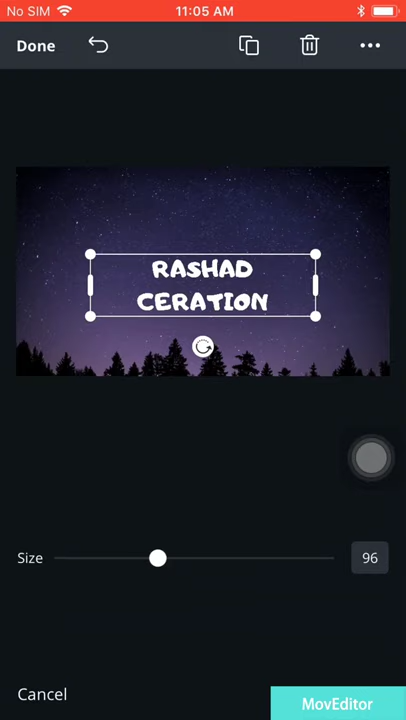 No SIM 11:05 AM
Done
RASHAD
CERATION
Size 96
Cancel
MovEditor